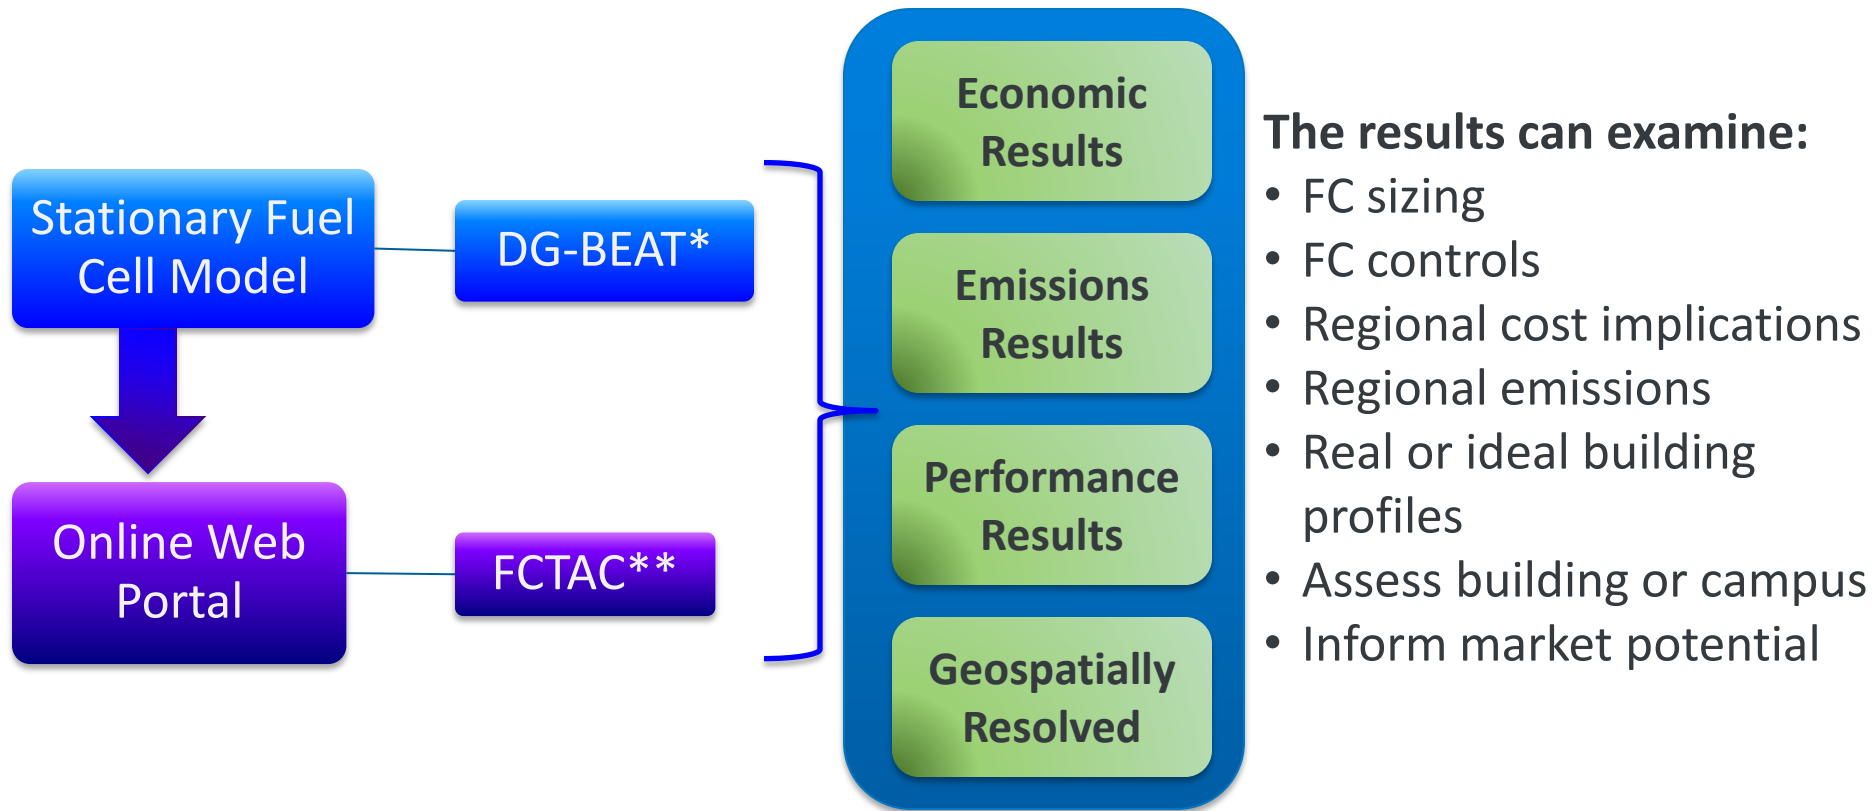 Stationary Fuel
Cell Model
DG-BEAT*
Online Web
Portal
FCTAC**
Economic
Results
Emissions
Results
Performance
Results
Geospatially
Resolved
The results can examine:
• FC sizing
• FC controls
• Regional cost implications
• Regional emissions
• Real or ideal building
profiles
• Assess building or campus
• Inform market potential